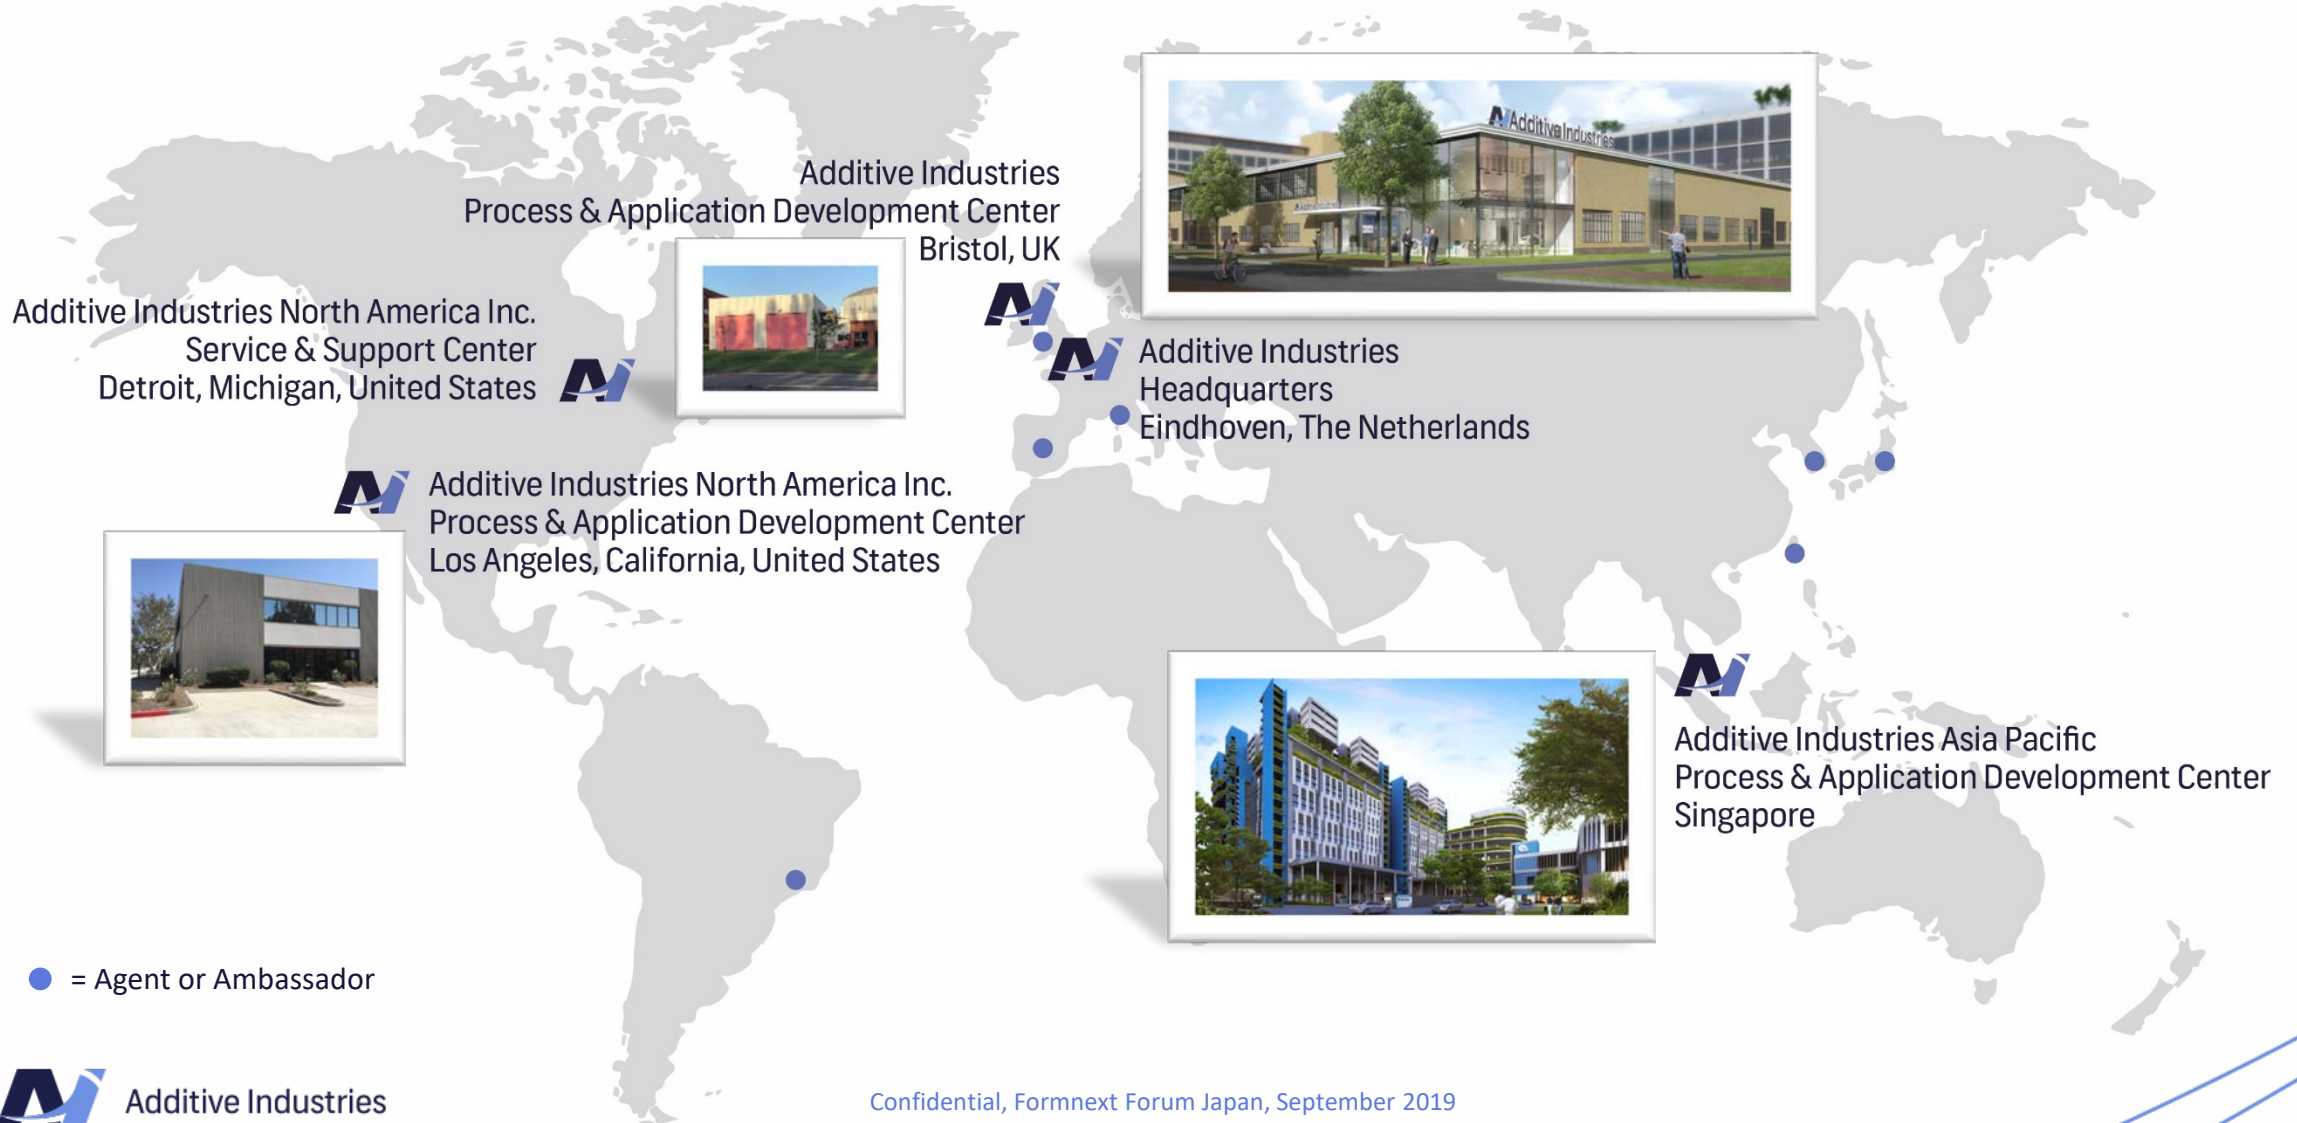 Additive Industries
Additive Industries
Process & Application Development Center
Bristol, UK
Additive Industries North America Inc.
Service & Support Center
Detroit, Michigan, United States
Additive Industries
Headquarters
Eindhoven, The Netherlands
Additive Industries North America Inc.
Process & Application Development Center
Los Angeles, California, United States
Additive Industries Asia Pacific
Process & Application Development Center
Singapore
= Agent or Ambassador
Additive Industries
Confidential, Formnext Forum Japan, September 2019